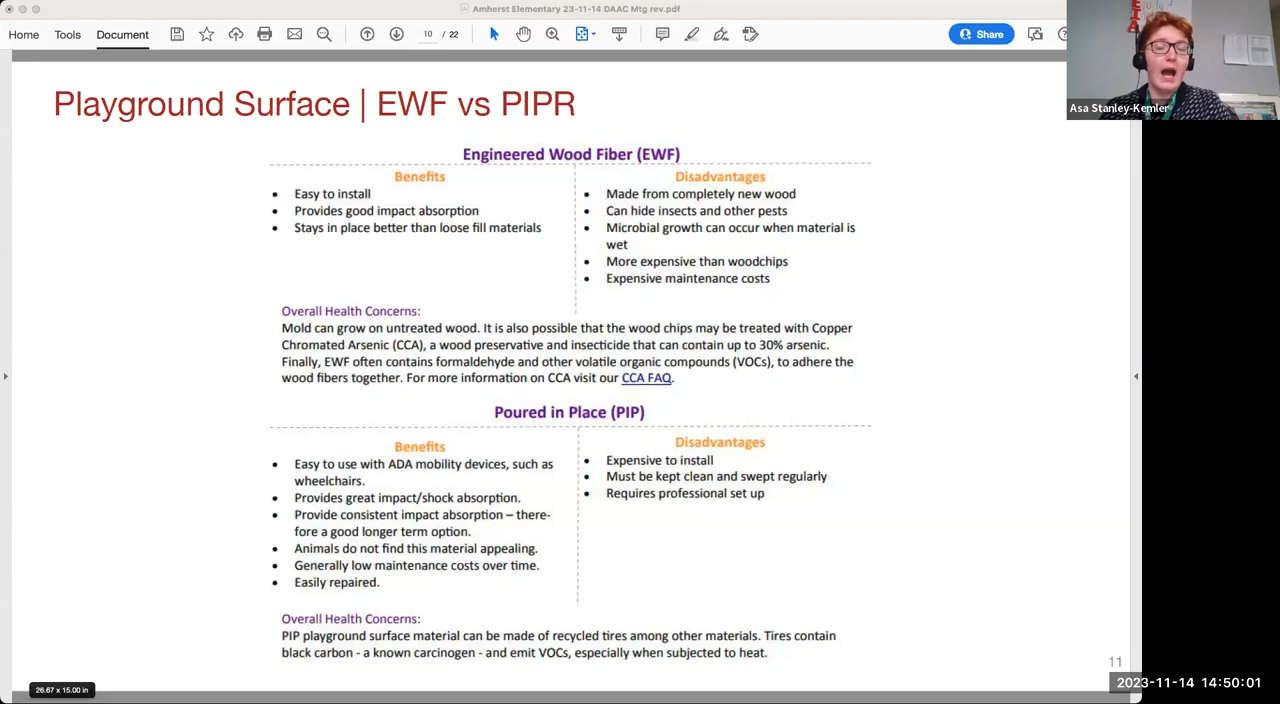 Amherst Elementary 23-11-14 DAAC Mtg rev.pdf
Home Tools Document 10 / 22 Share
Asa Stanley-Kemler
Playground Surface | EWF vs PIPR
Engineered Wood Fiber (EWF)
Benefits
• Easy to install
• Provides good impact absorption
• Stays in place better than loose fill materials
Disadvantages
• Made from completely new wood
• Can hide insects and other pests
• Microbial growth can occur when material is
wet
• More expensive than woodchips
• Expensive maintenance costs
Overall Health Concerns:
Mold can grow on untreated wood. It is also possible that the wood chips may be treated with Copper
Chromated Arsenic (CCA), a wood preservative and insecticide that can contain up to 30% arsenic.
Finally, EWF often contains formaldehyde and other volatile organic compounds (VOCs), to adhere the
wood fibers together. For more information on CCA visit our CCA FAQ.
Poured in Place (PIP)
Benefits
• Easy to use with ADA mobility devices, such as
wheelchairs.
• Provides great impact/shock absorption.
• Provide consistent impact absorption – there-
fore a good longer term option.
• Animals do not find this material appealing.
• Generally low maintenance costs over time.
• Easily repaired.
Disadvantages
• Expensive to install
• Must be kept clean and swept regularly
• Requires professional set up
Overall Health Concerns:
PIP playground surface material can be made of recycled tires among other materials. Tires contain
black carbon - a known carcinogen - and emit VOCs, especially when subjected to heat.
11
26.67 x 15.00 in
2023-11-14 14:50:01